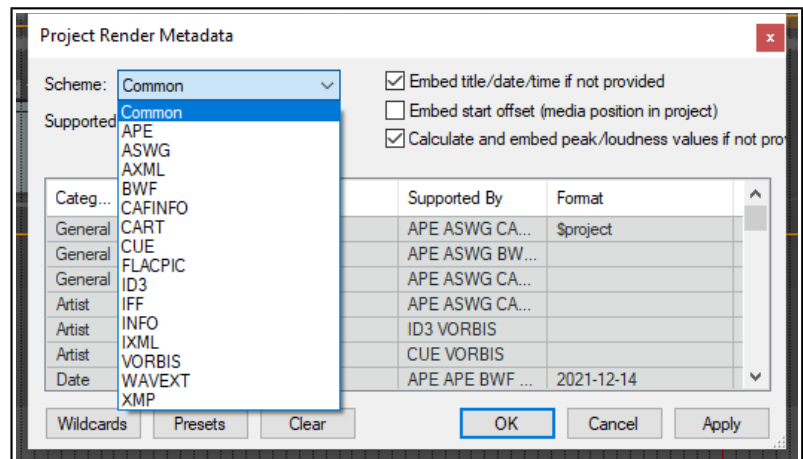 Project Render Metadata
x
Scheme: Common
Embed title/date/time if not provided
Supported
Embed start offset (media position in project)
Calculate and embed peak/loudness values if not prov
Common
APE
ASWG
AXML
BWF
CAFINFO
CART
CUE
FLACPIC
ID3
IFF
INFO
IXML
VORBIS
WAVEXT
XMP
Categ... Supported By Format
General APE ASWG CA... $project
General APE ASWG BW...
General APE ASWG CA...
Artist APE ASWG CA...
Artist ID3 VORBIS
Artist CUE VORBIS
Date APE APE BWF ... 2021-12-14
Wildcards Presets Clear OK Cancel Apply